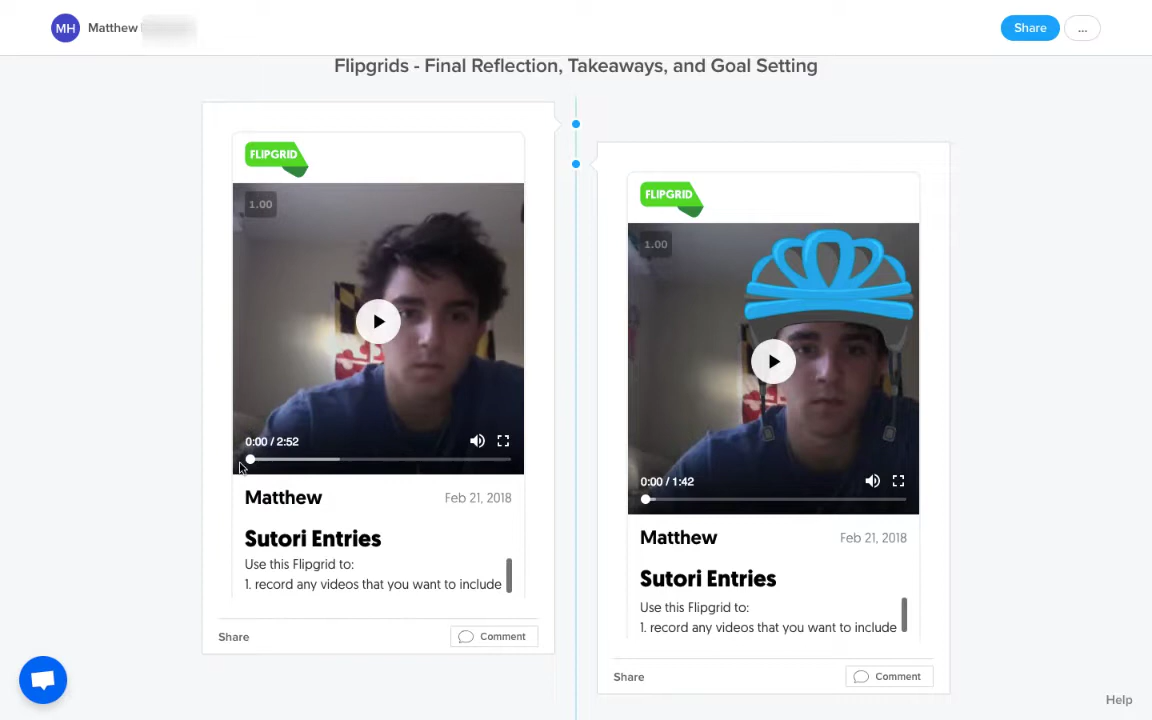 MH
Matthew
Share
...
Flipgrids - Final Reflection, Takeaways, and Goal Setting
FLIPGRID
1.00
0:00 / 2:52
Matthew
Feb 21, 2018
Sutori Entries
Use this Flipgrid to:
1. record any videos that you want to include
Share
Comment
FLIPGRID
1.00
0:00 / 1:42
Matthew
Feb 21, 2018
Sutori Entries
Use this Flipgrid to:
1. record any videos that you want to include
Share
Comment
Help